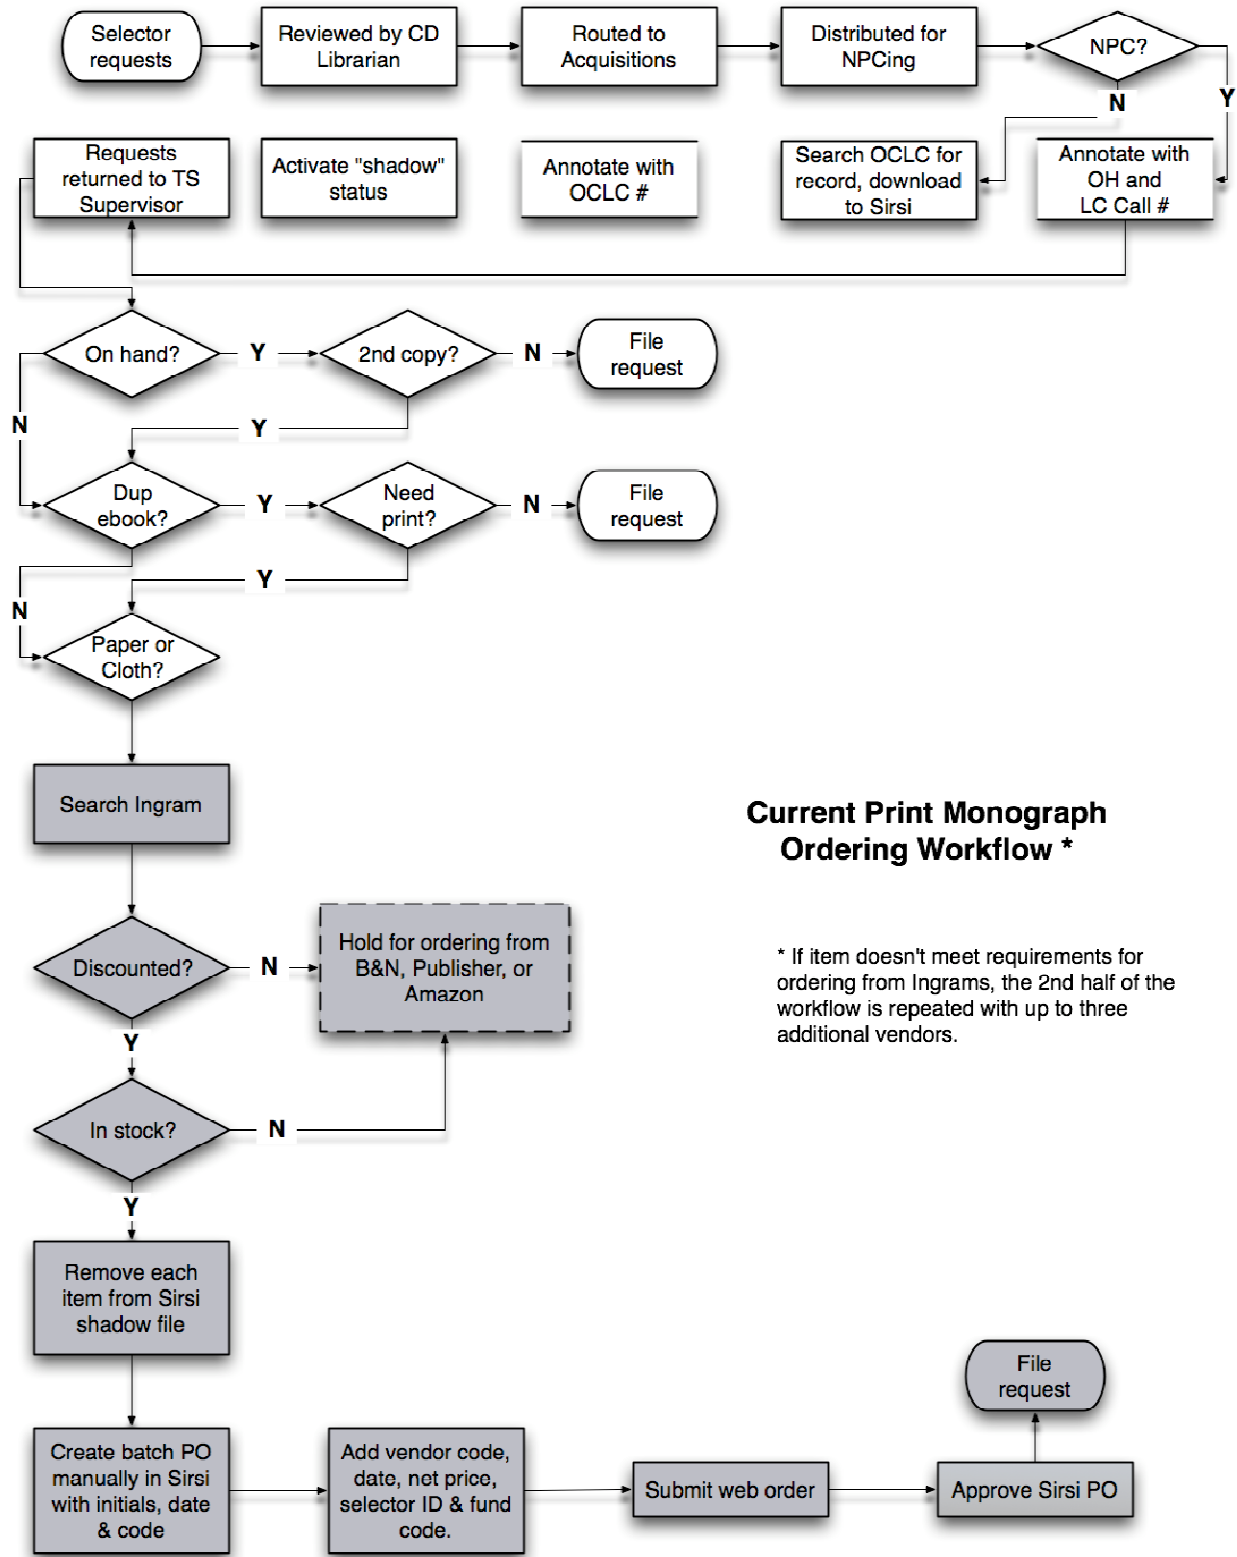 Selector
requests
Reviewed by CD
Librarian
Routed to
Acquisitions
Distributed for
NPCing
NPC?
N
Y
Requests
returned to TS
Supervisor
Activate "shadow"
status
Annotate with
OCLC #
Search OCLC for
record, download
to Sirsi
Annotate with
OH and
LC Call #
On hand?
Y
2nd copy?
N
File
request
N
Y
Dup
ebook?
Y
Need
print?
N
File
request
Y
N
Paper or
Cloth?
Search Ingram
Current Print Monograph
Ordering Workflow *
Discounted?
N
Hold for ordering from
B&N, Publisher, or
Amazon
* If item doesn't meet requirements for
ordering from Ingrams, the 2nd half of the
workflow is repeated with up to three
additional vendors.
Y
In stock?
N
Y
Remove each
item from Sirsi
shadow file
File
request
Create batch PO
manually in Sirsi
with initials, date
& code
Add vendor code,
date, net price,
selector ID & fund
code.
Submit web order
Approve Sirsi PO